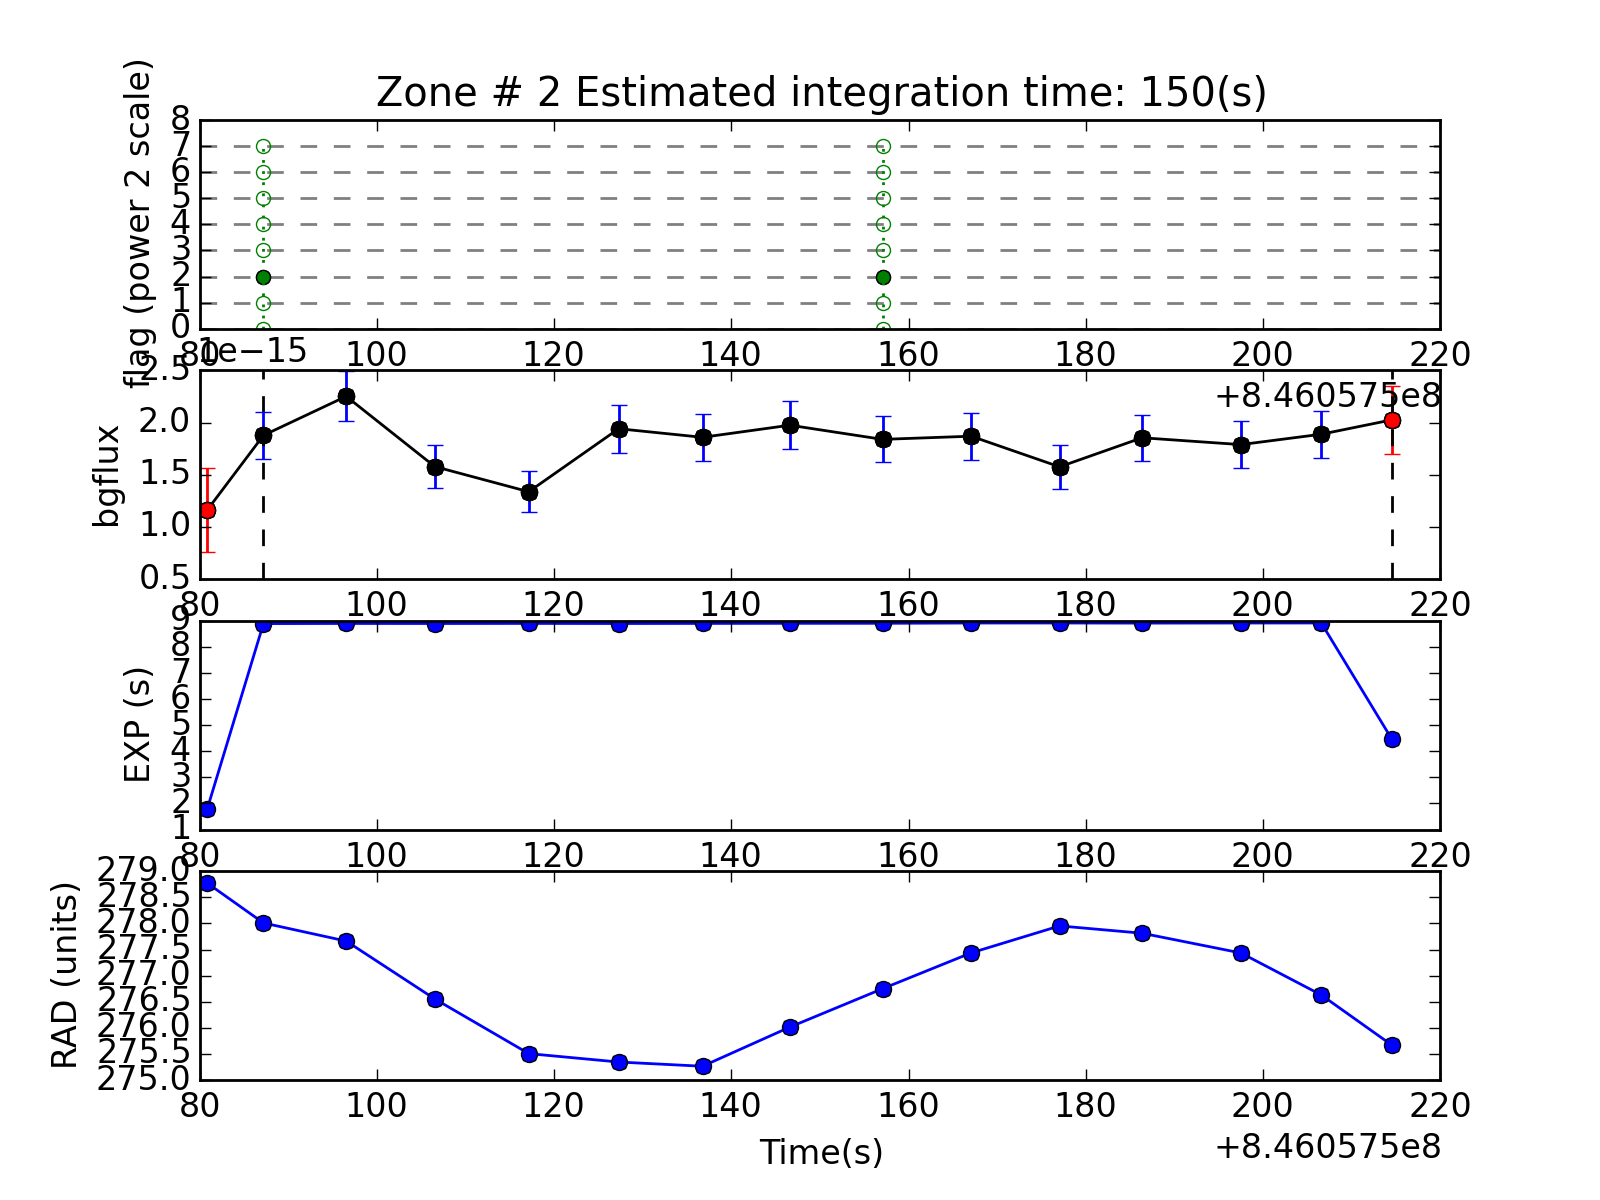 Zone # 2 Estimated integration time: 150(s)
flag (power 2 scale)
8
7
6
5
4
3
2
1
0
80 100 120 140 160 180 200 220
1e−15
+8.460575e8
bgflux
2.5
2.0
1.5
1.0
0.5
80 100 120 140 160 180 200 220
EXP (s)
9
8
7
6
5
4
3
2
1
80 100 120 140 160 180 200 220
RAD (units)
279.0
278.5
278.0
277.5
277.0
276.5
276.0
275.5
275.0
80 100 120 140 160 180 200 220
Time(s)
+8.460575e8